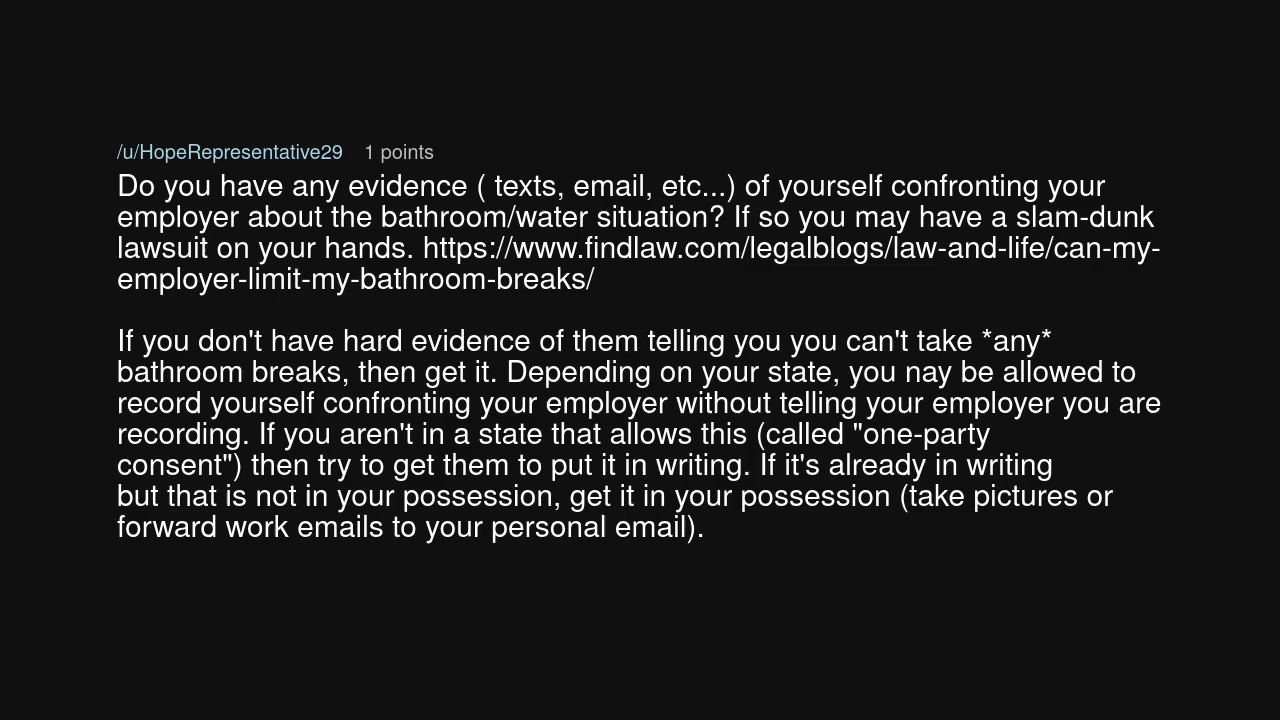 /u/HopeRepresentative29 1 points
Do you have any evidence ( texts, email, etc...) of yourself confronting your
employer about the bathroom/water situation? If so you may have a slam-dunk
lawsuit on your hands. https://www.findlaw.com/legalblogs/law-and-life/can-my-
employer-limit-my-bathroom-breaks/
If you don't have hard evidence of them telling you you can't take *any*
bathroom breaks, then get it. Depending on your state, you nay be allowed to
record yourself confronting your employer without telling your employer you are
recording. If you aren't in a state that allows this (called "one-party
consent") then try to get them to put it in writing. If it's already in writing
but that is not in your possession, get it in your possession (take pictures or
forward work emails to your personal email).